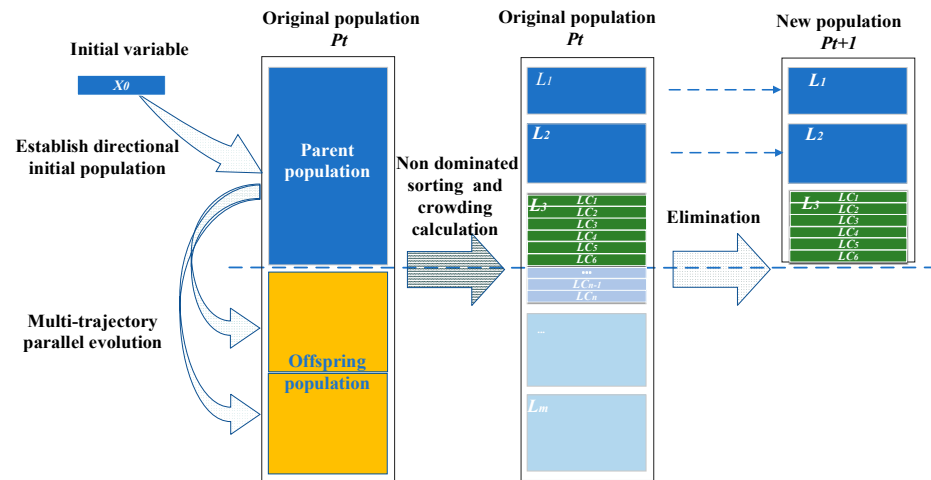 Initial variable
X0
Establish directional
initial population
Multi-trajectory
parallel evolution
Original population
Pt
Parent
population
Offspring
population
Non dominated
sorting and
crowding
calculation
Original population
Pt
L1
L2
L3
LC1
LC2
LC3
LC4
LC5
LC6
...
LCn-1
LCn
...
Lm
Elimination
New population
Pt+1
L1
L2
L3
LC1
LC2
LC3
LC4
LC5
LC6